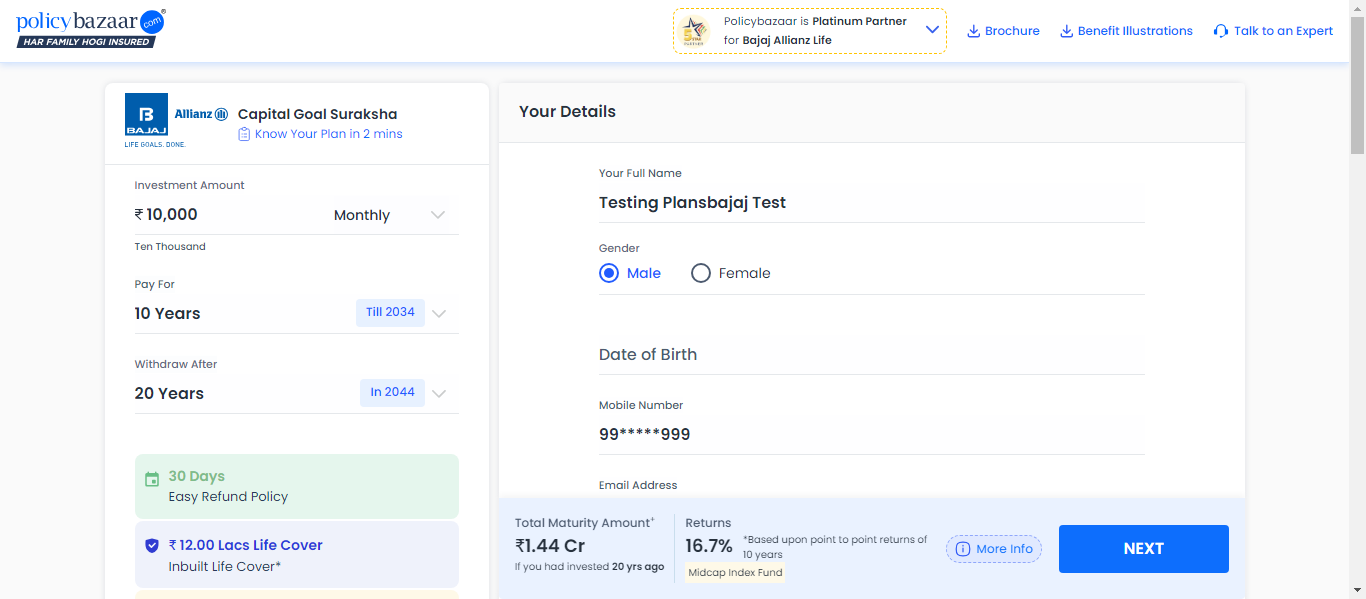 policybazaar.com®
HAR FAMILY HOGI INSURED
Policybazaar is Platinum Partner
for Bajaj Allianz Life
Brochure
Benefit Illustrations
Talk to an Expert
B
BAJAJ
Allianz
LIFE GOALS. DONE.
Capital Goal Suraksha
Know Your Plan in 2 mins
Investment Amount
₹ 10,000 Monthly
Ten Thousand
Pay For
10 Years Till 2034
Withdraw After
20 Years In 2044
30 Days
Easy Refund Policy
₹ 12.00 Lacs Life Cover
Inbuilt Life Cover*
Your Details
Your Full Name
Testing Plansbajaj Test
Gender
Male Female
Date of Birth
Mobile Number
99*****999
Email Address
Total Maturity Amount+
₹1.44 Cr
If you had invested 20 yrs ago
Returns
16.7% *Based upon point to point returns of
10 years
Midcap Index Fund
More Info
NEXT